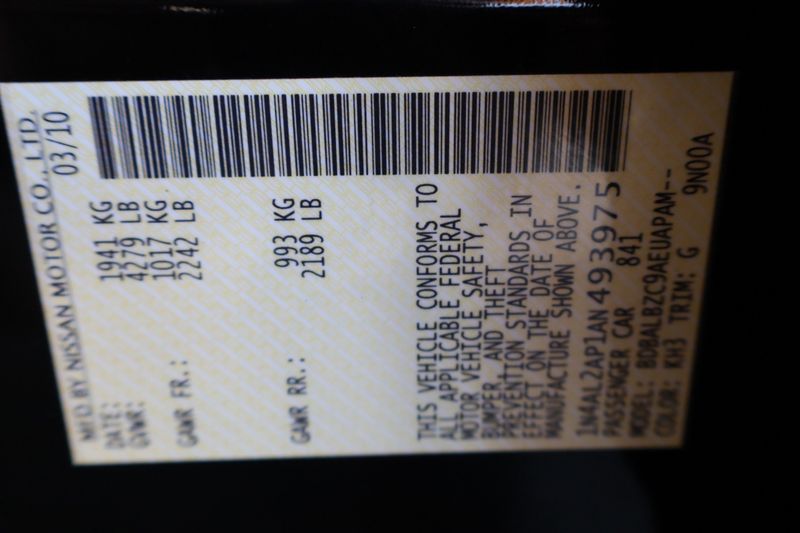 MFD BY NISSAN MOTOR CO., LTD.
DATE: 03/10
GVWR: 1941 KG
4279 LB
GAWR FR.: 1017 KG
2242 LB
GAWR RR.: 993 KG
2189 LB
THIS VEHICLE CONFORMS TO
ALL APPLICABLE FEDERAL
MOTOR VEHICLE SAFETY,
BUMPER, AND THEFT
PREVENTION STANDARDS IN
EFFECT ON THE DATE OF
MANUFACTURE SHOWN ABOVE.
1N4AL2AP1AN493975
PASSENGER CAR 841
MODEL: BDBALBZC9AEUAPAM--
COLOR: KH3 TRIM: G 9N00A